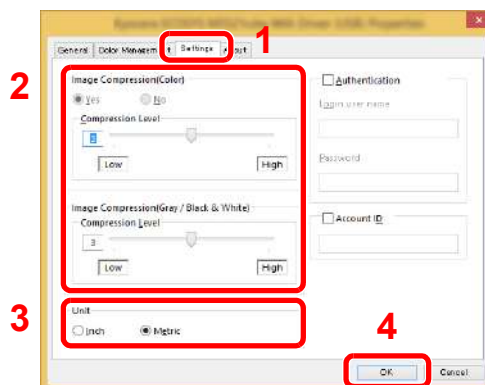 1
General Color Managem t Settings
2
Image Compression(Color)
Yes No
Compression Level
3
Low High
Image Compression(Gray / Black & White)
Compression Level
3
Low High
Authentication
Login user name
Password
Account ID
3
Unit
Inch Metric
4
OK Cancel